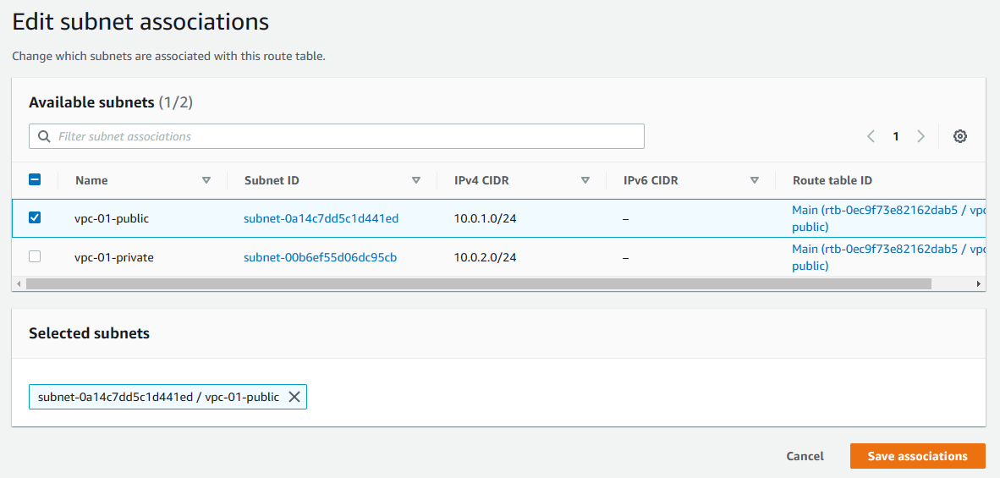 Edit subnet associations
Change which subnets are associated with this route table.
Available subnets (1/2)
Filter subnet associations
1
Name Subnet ID IPv4 CIDR IPv6 CIDR Route table ID
vpc-01-public subnet-0a14c7dd5c1d441ed 10.0.1.0/24 – Main (rtb-0ec9f73e82162dab5 / vpc
public)
vpc-01-private subnet-00b6ef55d06dc95cb 10.0.2.0/24 – Main (rtb-0ec9f73e82162dab5 / vpc
public)
Selected subnets
subnet-0a14c7dd5c1d441ed / vpc-01-public
Cancel Save associations